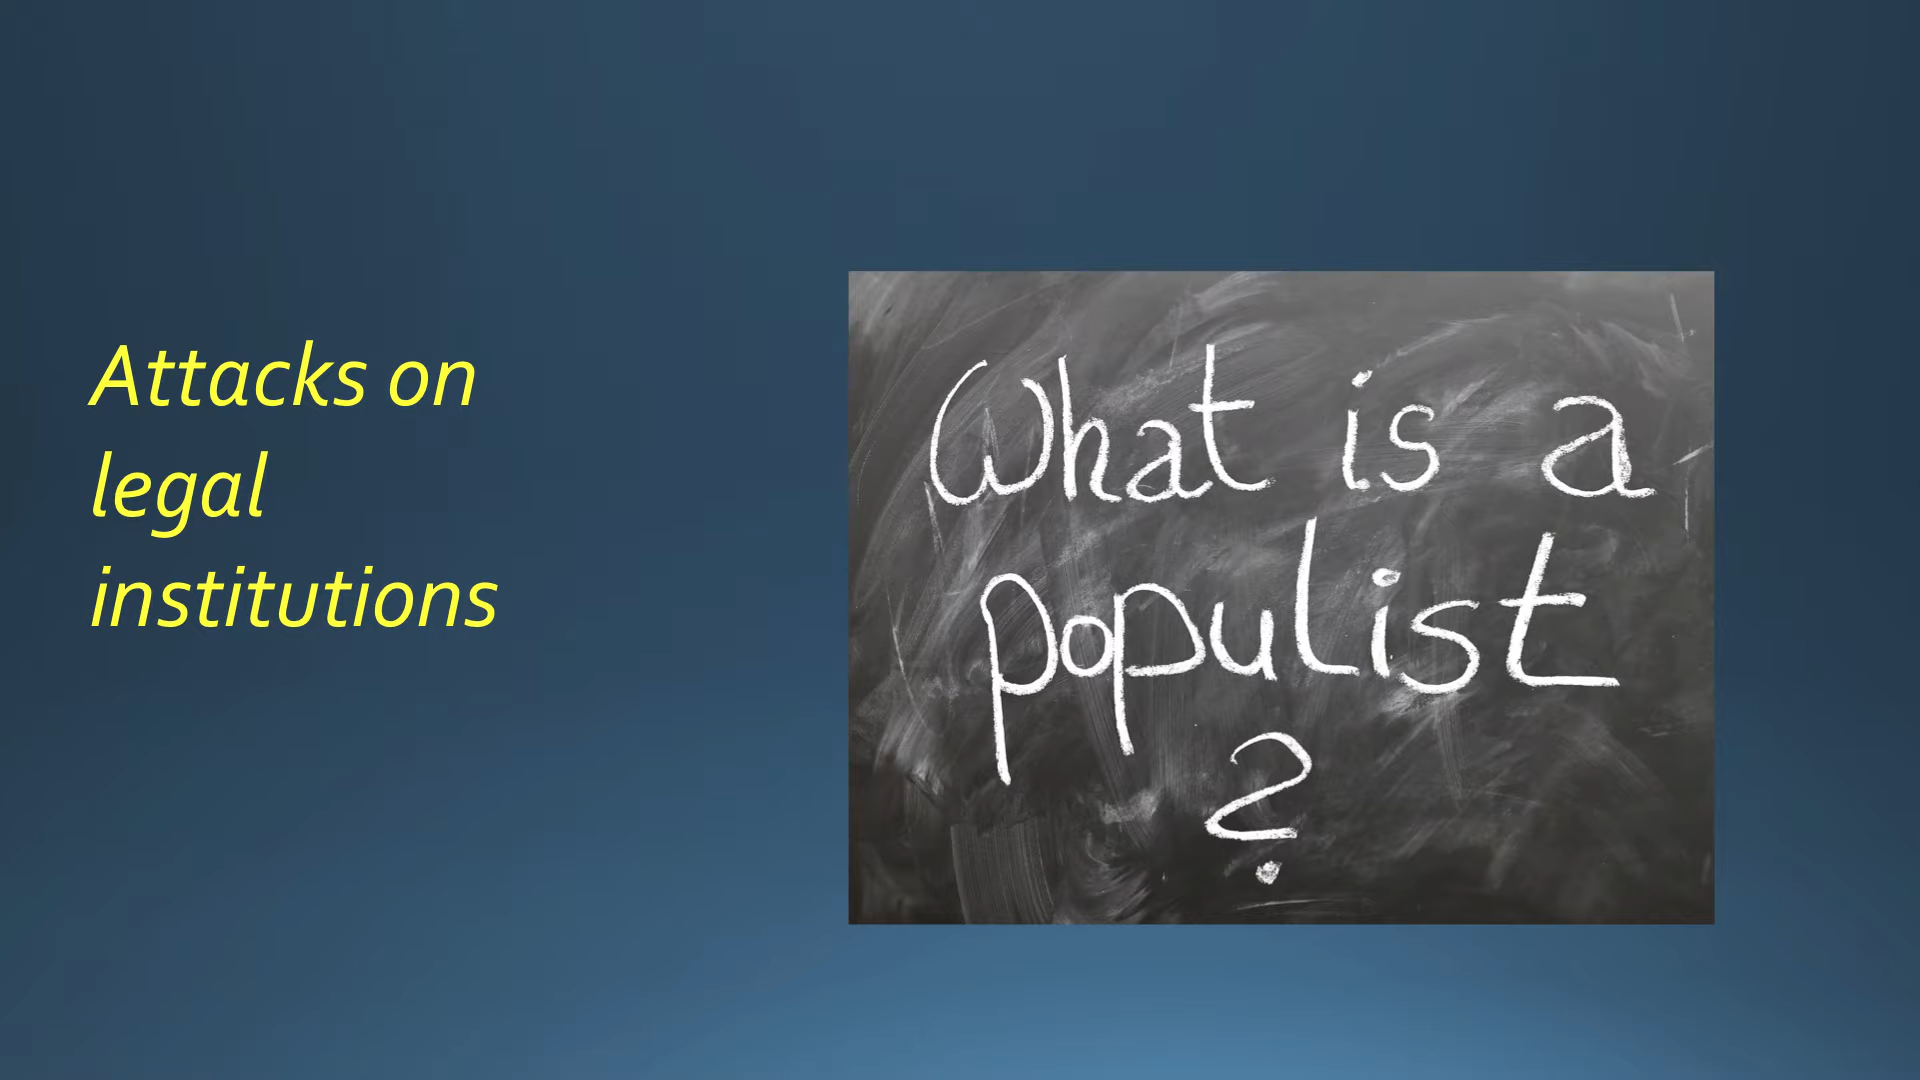 Attacks on
legal
institutions
What is a
populist
?